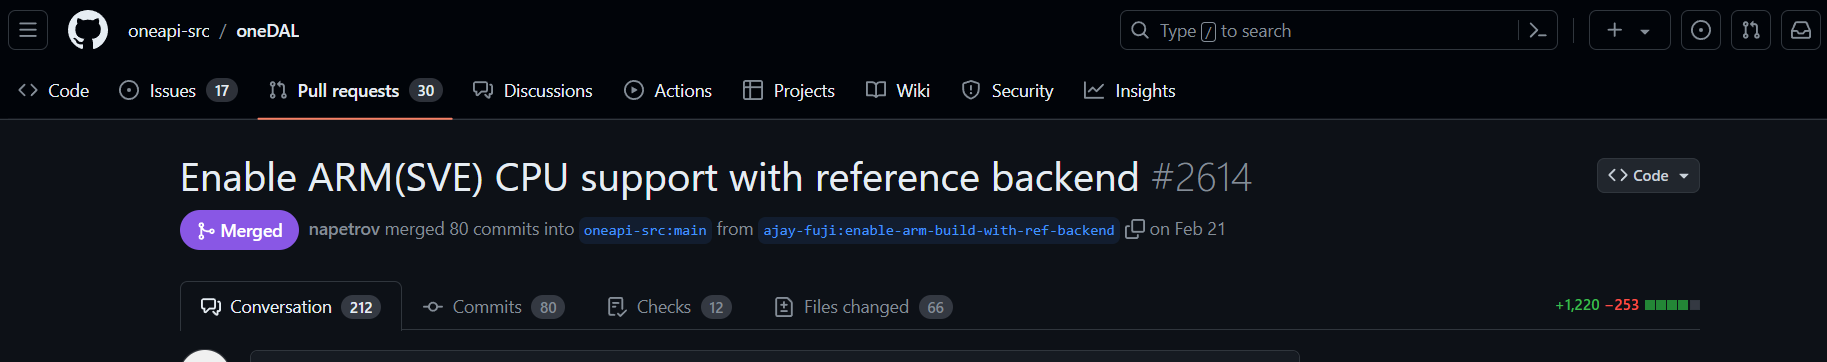 oneapi-src / oneDAL Type / to search
Code Issues 17 Pull requests 30 Discussions Actions Projects Wiki Security Insights
Enable ARM(SVE) CPU support with reference backend #2614 Code
Merged napetrov merged 80 commits into oneapi-src:main from ajay-fuji:enable-arm-build-with-ref-backend on Feb 21
Conversation 212 Commits 80 Checks 12 Files changed 66 +1,220 −253